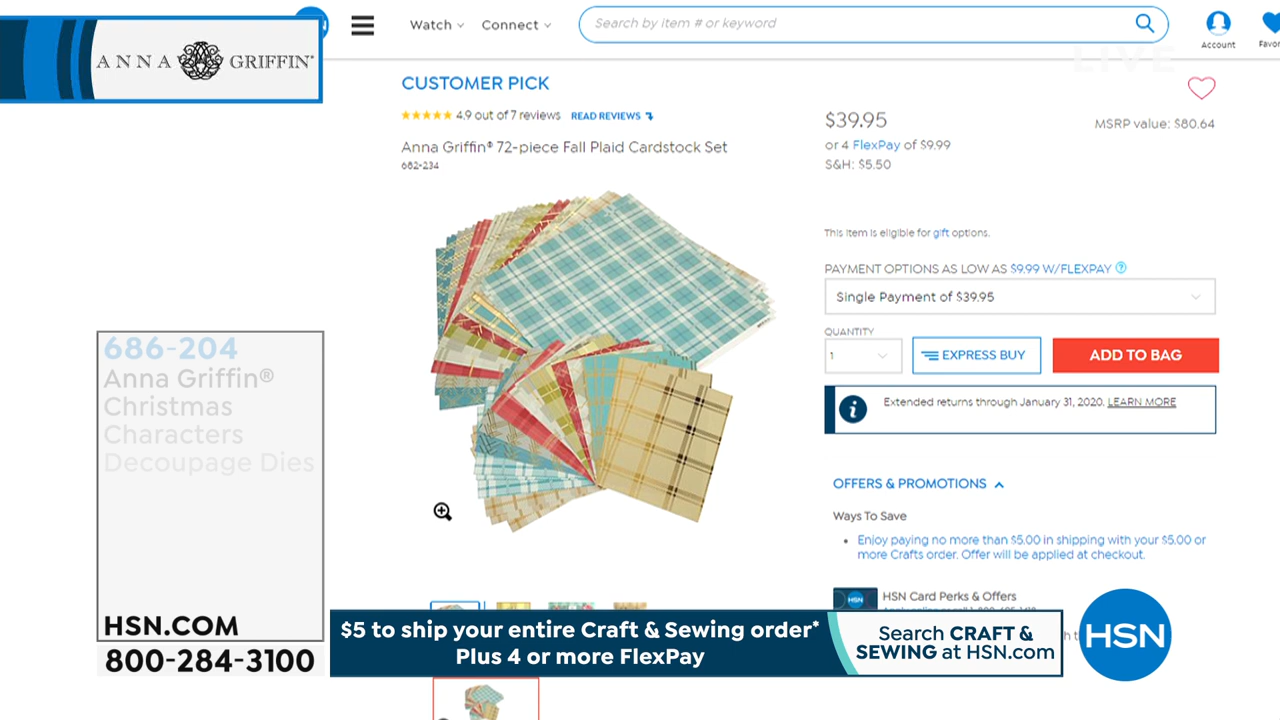 ANNA GRIFFIN
Watch
Connect
Search by item # or keyword
Account
LIVE
CUSTOMER PICK
4.9 out of 7 reviews READ REVIEWS
Anna Griffin® 72-piece Fall Plaid Cardstock Set
682-234
$39.95
MSRP value: $80.64
or 4 FlexPay of $9.99
S&H: $5.50
This item is eligible for gift options.
PAYMENT OPTIONS AS LOW AS $9.99 W/FLEXPAY ?
Single Payment of $39.95
QUANTITY
1
EXPRESS BUY
ADD TO BAG
i Extended returns through January 31, 2020. LEARN MORE
OFFERS & PROMOTIONS
Ways To Save
• Enjoy paying no more than $5.00 in shipping with your $5.00 or
more Crafts order. Offer will be applied at checkout.
HSN HSN Card Perks & Offers
686-204
Anna Griffin®
Christmas
Characters
Decoupage Dies
HSN.COM
800-284-3100
$5 to ship your entire Craft & Sewing order*
Plus 4 or more FlexPay
Search CRAFT &
SEWING at HSN.com
HSN